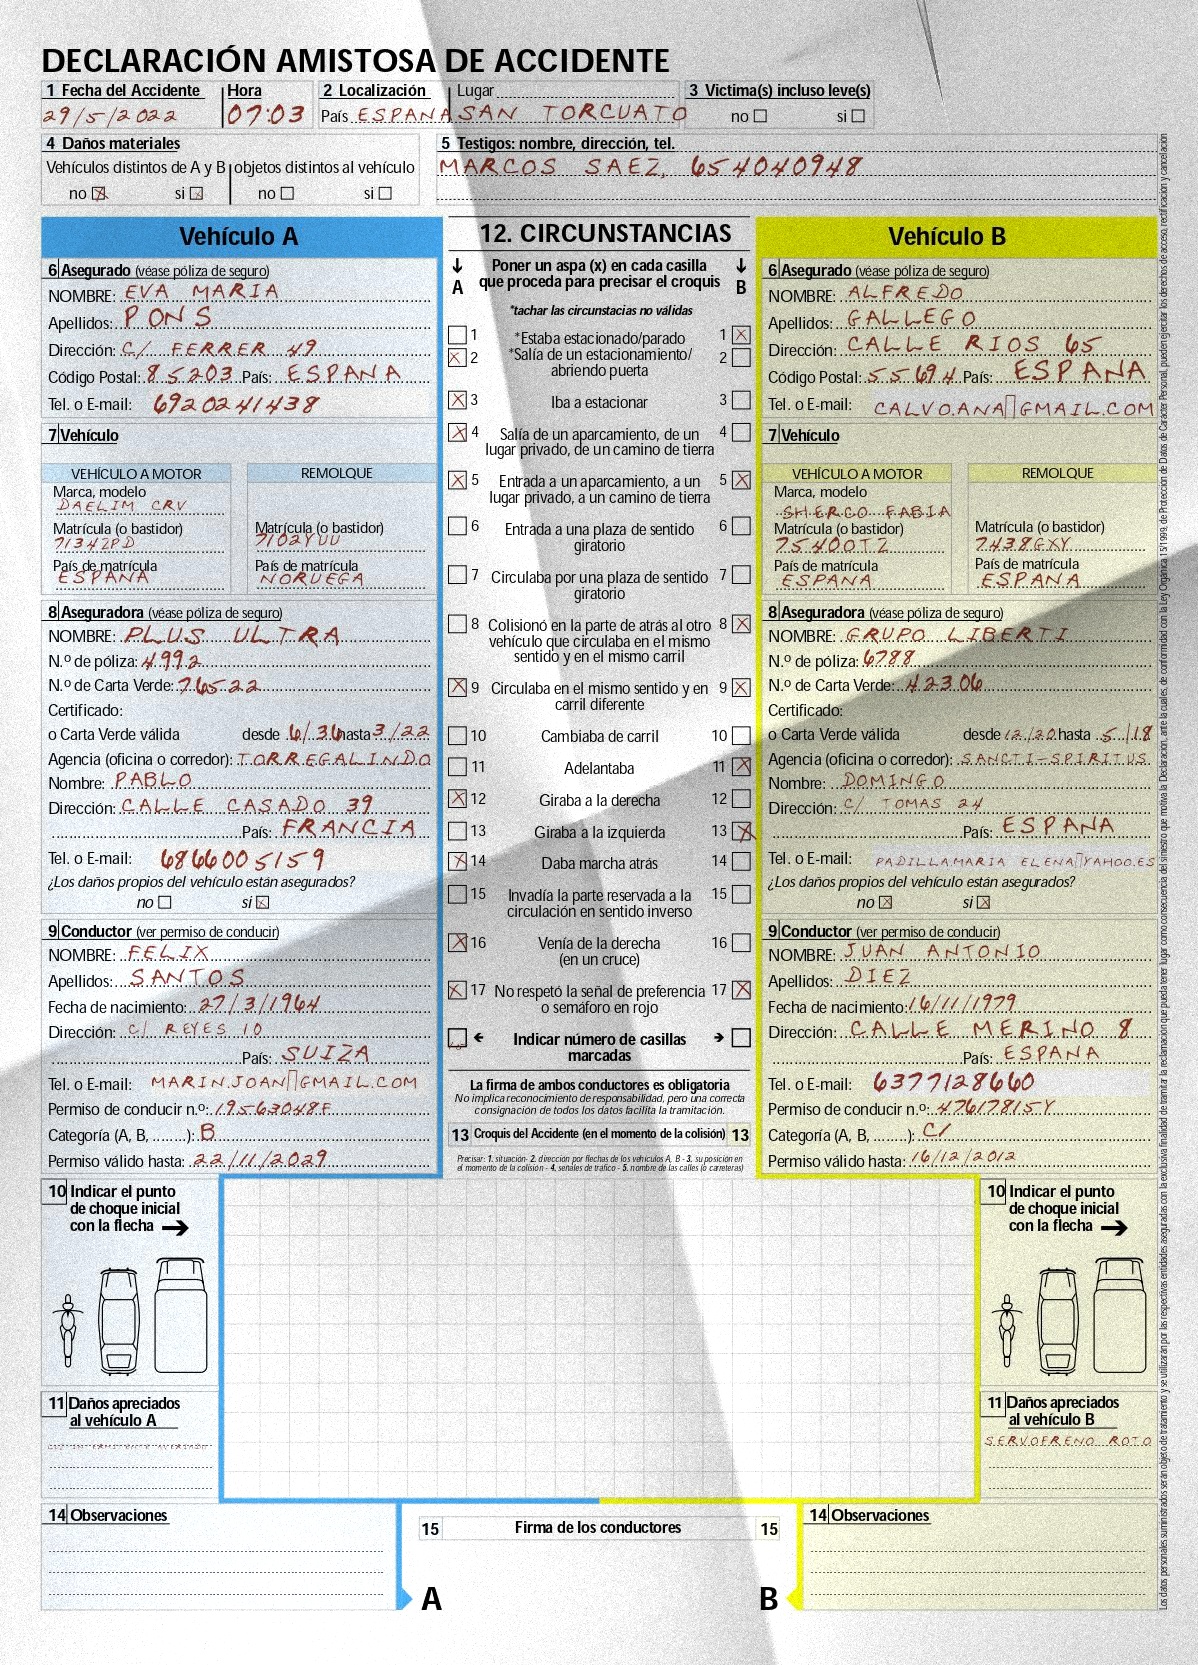 DECLARACIÓN AMISTOSA DE ACCIDENTE
1 Fecha del Accidente Hora 2 Localización Lugar 3 Victima(s) incluso leve(s)
29/5/2022 07:03 País ESPANA SAN TORCUATO no si
4 Daños materiales
Vehículos distintos de A y B objetos distintos al vehículo
no X si X no si
5 Testigos: nombre, dirección, tel.
MARCOS SAEZ, 654040948
Vehículo A
6 Asegurado (véase póliza de seguro)
NOMBRE: EVA MARIA
Apellidos: PONS
Dirección: C/ FERRER 49
Código Postal: 85203 País: ESPANA
Tel. o E-mail: 6920241438
7 Vehículo
VEHÍCULO A MOTOR REMOLQUE
Marca, modelo
DAELIM CRV
Matrícula (o bastidor) Matrícula (o bastidor)
7134ZPD 7102YUU
País de matrícula País de matrícula
ESPANA NORUEGA
8 Aseguradora (véase póliza de seguro)
NOMBRE: PLUS ULTRA
N.º de póliza: 4992
N.º de Carta Verde: 76522
Certificado:
o Carta Verde válida desde 6/36 hasta 3/22
Agencia (oficina o corredor): TORREGALINDO
Nombre: PABLO
Dirección: CALLE CASADO 39
País: FRANCIA
Tel. o E-mail: 6866005159
¿Los daños propios del vehículo están asegurados?
no si X
9 Conductor (ver permiso de conducir)
NOMBRE: FELIX
Apellidos: SANTOS
Fecha de nacimiento: 27/3/1964
Dirección: C/ REYES 10
País: SUIZA
Tel. o E-mail: MARIN.JOAN▯GMAIL.COM
Permiso de conducir n.º: 19563048F
Categoría (A, B, ........): B
Permiso válido hasta: 22/11/2029
12. CIRCUNSTANCIAS
A Poner un aspa (x) en cada casilla que proceda para precisar el croquis B
*tachar las circunstacias no válidas
1 *Estaba estacionado/parado 1 X
X 2 *Salía de un estacionamiento/ 2
abriendo puerta
X 3 Iba a estacionar 3
X 4 Salía de un aparcamiento, de un 4
lugar privado, de un camino de tierra
X 5 Entrada a un aparcamiento, a un 5 X
lugar privado, a un camino de tierra
6 Entrada a una plaza de sentido 6
giratorio
7 Circulaba por una plaza de sentido 7
giratorio
8 Colisionó en la parte de atrás al otro 8 X
vehículo que circulaba en el mismo
sentido y en el mismo carril
X 9 Circulaba en el mismo sentido y en 9 X
carril diferente
10 Cambiaba de carril 10
11 Adelantaba 11 X
X 12 Giraba a la derecha 12
13 Giraba a la izquierda 13 X
X 14 Daba marcha atrás 14
15 Invadía la parte reservada a la 15
circulación en sentido inverso
X 16 Venía de la derecha 16
(en un cruce)
X 17 No respetó la señal de preferencia 17 X
o semáforo en rojo
← Indicar número de casillas →
marcadas
La firma de ambos conductores es obligatoria
No implica reconocimiento de responsabilidad, pero una correcta
consignación de todos los datos facilita la tramitación.
13 Croquis del Accidente (en el momento de la colisión) 13
Precisar: 1. situación- 2. dirección por flechas de los vehículos A, B - 3. su posición en
el momento de la colisión - 4. señales de tráfico - 5. nombre de las calles (o carreteras)
Vehículo B
6 Asegurado (véase póliza de seguro)
NOMBRE: ALFREDO
Apellidos: GALLEGO
Dirección: CALLE RIOS 65
Código Postal: 55694 País: ESPANA
Tel. o E-mail: CALVO.ANA▯GMAIL.COM
7 Vehículo
VEHÍCULO A MOTOR REMOLQUE
Marca, modelo
SHERCO FABIA
Matrícula (o bastidor) Matrícula (o bastidor)
7540OTZ 7438GXY
País de matrícula País de matrícula
ESPANA ESPANA
8 Aseguradora (véase póliza de seguro)
NOMBRE: GRUPO LIBERTI
N.º de póliza: 6788
N.º de Carta Verde: 42306
Certificado:
o Carta Verde válida desde 12/20 hasta 5/18
Agencia (oficina o corredor): SANCTI-SPIRITUS
Nombre: DOMINGO
Dirección: C/ TOMAS 24
País: ESPANA
Tel. o E-mail: PADILLAMARIA ELENA▯YAHOO.ES
¿Los daños propios del vehículo están asegurados?
no X si X
9 Conductor (ver permiso de conducir)
NOMBRE: JUAN ANTONIO
Apellidos: DIEZ
Fecha de nacimiento: 16/11/1979
Dirección: CALLE MERINO 8
País: ESPANA
Tel. o E-mail: 6377128660
Permiso de conducir n.º: 47617815Y
Categoría (A, B, ........): C1
Permiso válido hasta: 16/12/2012
10 Indicar el punto
de choque inicial
con la flecha →
11 Daños apreciados
al vehículo A
10 Indicar el punto
de choque inicial
con la flecha →
11 Daños apreciados
al vehículo B
SERVOFRENO ROTO
14 Observaciones
15 Firma de los conductores 15
A B
14 Observaciones
Los datos personales suministrados serán objeto de tratamiento y se utilizarán por las respectivas entidades aseguradas con la exclusiva finalidad de tramitar la reclamación que pueda tener lugar como consecuencia del siniestro que motiva la Declaración, ante la cuales, de conformidad con la Ley Orgánica 15/1999, de Protección de Datos de Carácter Personal, pueden ejercitar los derechos de acceso, rectificación y cancelación